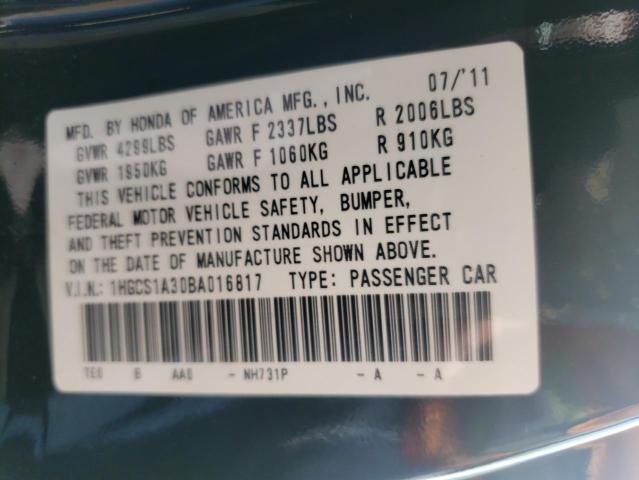 MFD. BY HONDA OF AMERICA MFG., INC. 07/'11
GVWR 4299LBS GAWR F 2337LBS R 2006LBS
GVWR 1950KG GAWR F 1060KG R 910KG
THIS VEHICLE CONFORMS TO ALL APPLICABLE
FEDERAL MOTOR VEHICLE SAFETY, BUMPER,
AND THEFT PREVENTION STANDARDS IN EFFECT
ON THE DATE OF MANUFACTURE SHOWN ABOVE.
V.I.N.: 1HGCS1A30BA016817 TYPE: PASSENGER CAR
TE0 B AA0 - NH731P - A - A